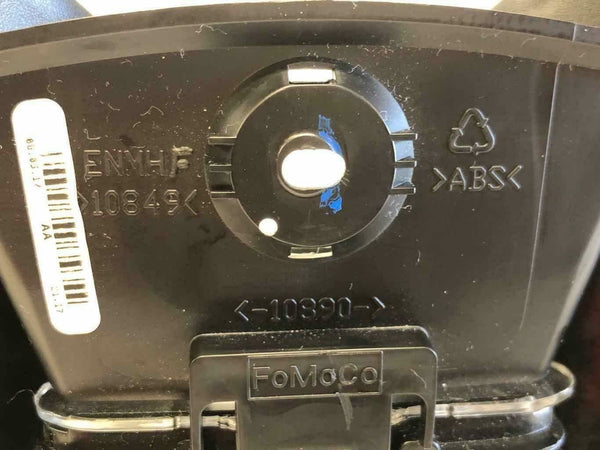 ENMHF
>10849<
>ABS<
AA
<-10890->
FoMoCo